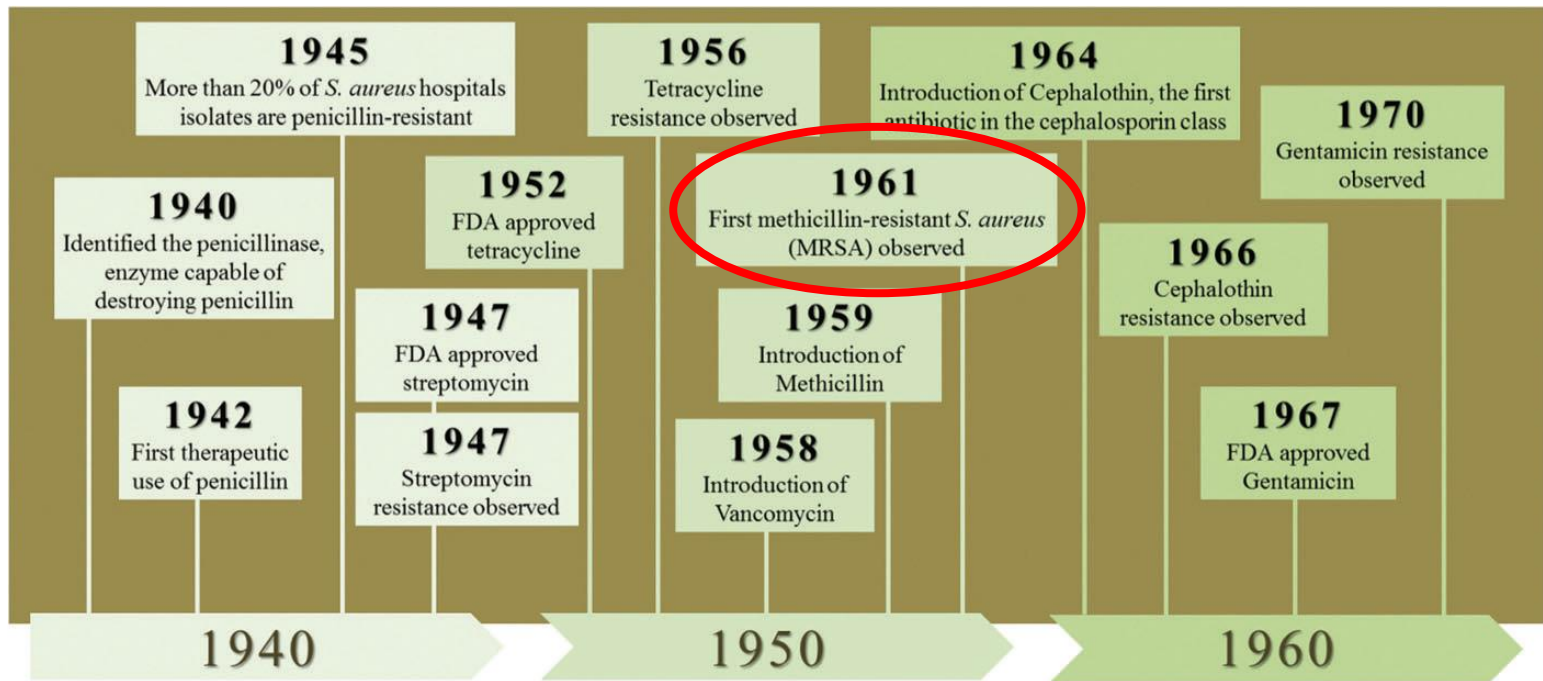 1945
More than 20% of S. aureus hospitals
isolates are penicillin-resistant
1956
Tetracycline
resistance observed
1964
Introduction of Cephalothin, the first
antibiotic in the cephalosporin class
1970
Gentamicin resistance
observed
1940
Identified the penicillinase,
enzyme capable of
destroying penicillin
1952
FDA approved
tetracycline
1961
First methicillin-resistant S. aureus
(MRSA) observed
1966
Cephalothin
resistance observed
1947
FDA approved
streptomycin
1959
Introduction of
Methicillin
1942
First therapeutic
use of penicillin
1947
Streptomycin
resistance observed
1958
Introduction of
Vancomycin
1967
FDA approved
Gentamicin
1940
1950
1960